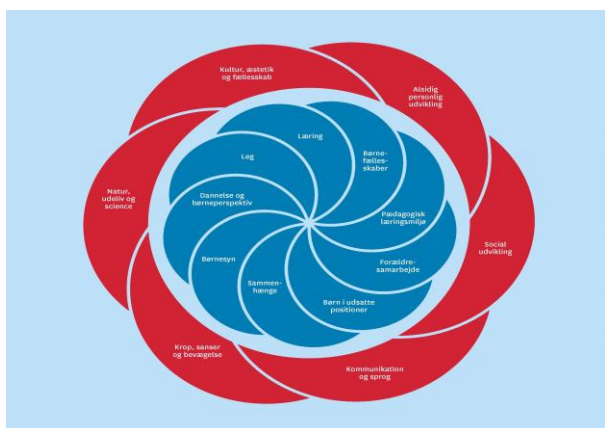 Kultur, æstetik
og fællesskab
Alsidig
personlig
udvikling
Social
udvikling
Kommunikation
og sprog
Krop, sanser
og bevægelse
Natur,
udeliv og
science
Læring
Børne-
fælles-
skaber
Pædagogisk
læringsmiljø
Forældre-
samarbejde
Børn i udsatte
positioner
Sammen-
hænge
Børnesyn
Dannelse og
børneperspektiv
Leg